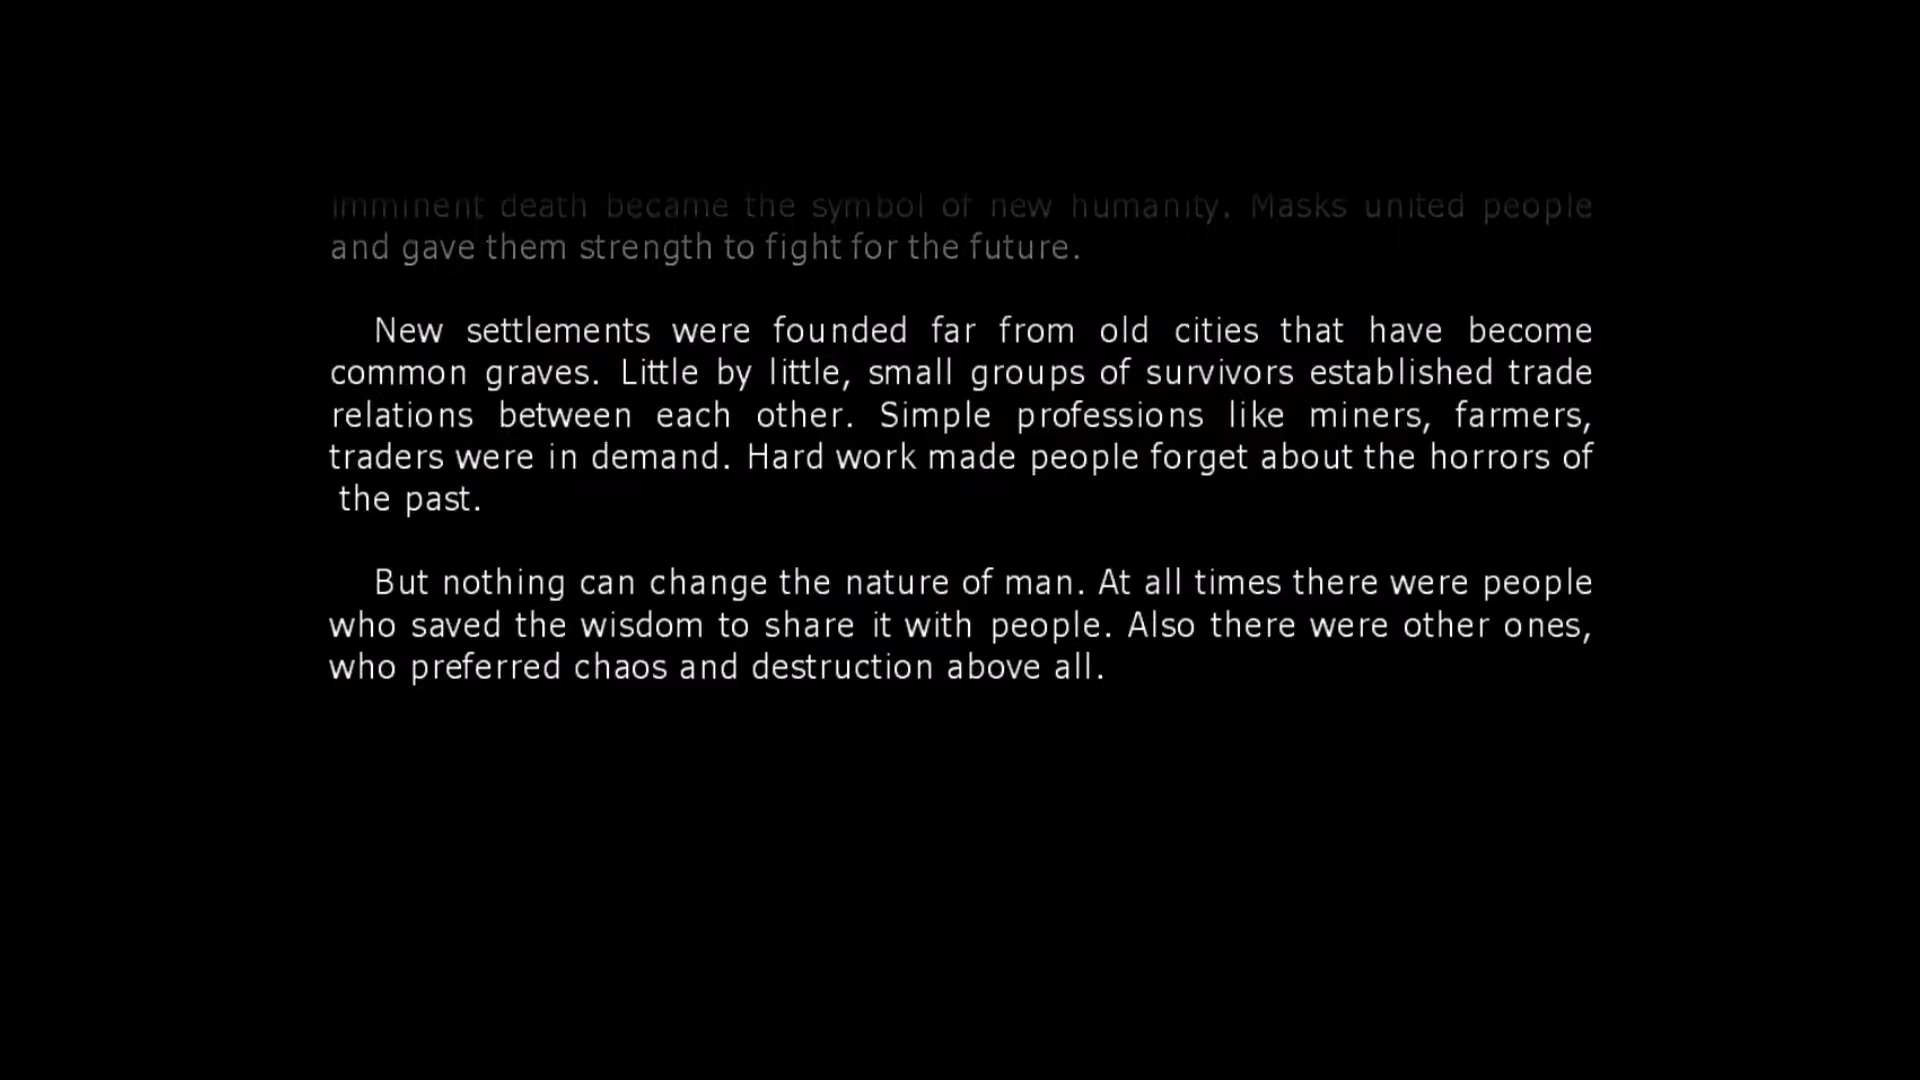 imminent death became the symbol of new humanity. Masks united people
and gave them strength to fight for the future.
New settlements were founded far from old cities that have become
common graves. Little by little, small groups of survivors established trade
relations between each other. Simple professions like miners, farmers,
traders were in demand. Hard work made people forget about the horrors of
the past.
But nothing can change the nature of man. At all times there were people
who saved the wisdom to share it with people. Also there were other ones,
who preferred chaos and destruction above all.